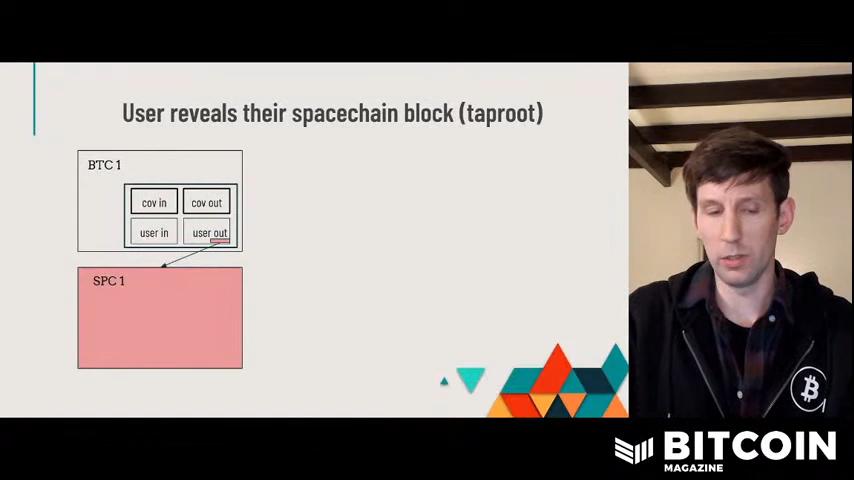 User reveals their spacechain block (taproot)
BTC 1
cov in
cov out
user in
user out
SPC 1
BITCOIN
MAGAZINE